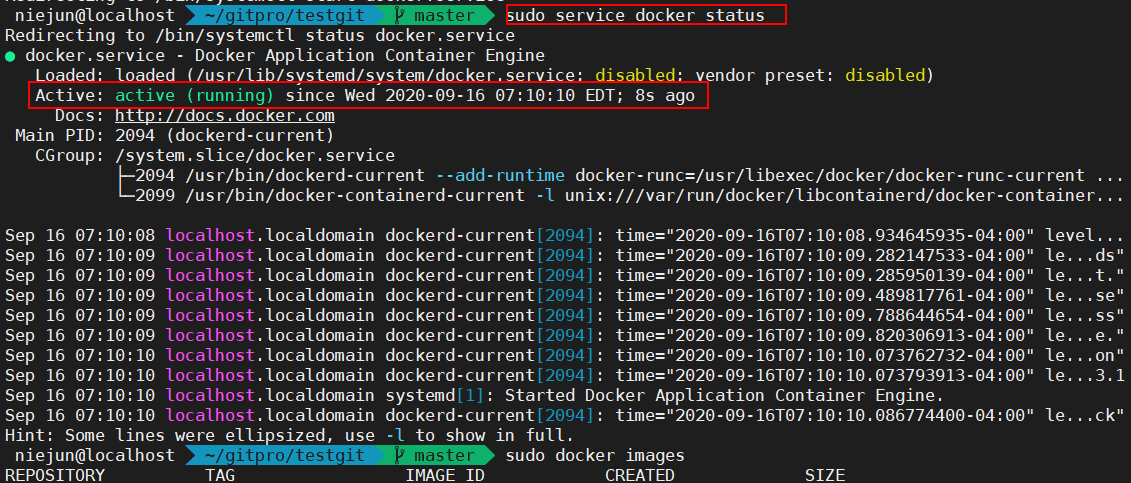 niejun@localhost ~/gitpro/testgit master sudo service docker status
Redirecting to /bin/systemctl status docker.service
● docker.service - Docker Application Container Engine
Loaded: loaded (/usr/lib/systemd/system/docker.service; disabled; vendor preset: disabled)
Active: active (running) since Wed 2020-09-16 07:10:10 EDT; 8s ago
Docs: http://docs.docker.com
Main PID: 2094 (dockerd-current)
CGroup: /system.slice/docker.service
├─2094 /usr/bin/dockerd-current --add-runtime docker-runc=/usr/libexec/docker/docker-runc-current ...
└─2099 /usr/bin/docker-containerd-current -l unix:///var/run/docker/libcontainerd/docker-container...
Sep 16 07:10:08 localhost.localdomain dockerd-current[2094]: time="2020-09-16T07:10:08.934645935-04:00" level...
Sep 16 07:10:09 localhost.localdomain dockerd-current[2094]: time="2020-09-16T07:10:09.282147533-04:00" le...ds"
Sep 16 07:10:09 localhost.localdomain dockerd-current[2094]: time="2020-09-16T07:10:09.285950139-04:00" le...t."
Sep 16 07:10:09 localhost.localdomain dockerd-current[2094]: time="2020-09-16T07:10:09.489817761-04:00" le...se"
Sep 16 07:10:09 localhost.localdomain dockerd-current[2094]: time="2020-09-16T07:10:09.788644654-04:00" le...ss"
Sep 16 07:10:09 localhost.localdomain dockerd-current[2094]: time="2020-09-16T07:10:09.820306913-04:00" le...e."
Sep 16 07:10:10 localhost.localdomain dockerd-current[2094]: time="2020-09-16T07:10:10.073762732-04:00" le...on"
Sep 16 07:10:10 localhost.localdomain dockerd-current[2094]: time="2020-09-16T07:10:10.073793913-04:00" le...3.1
Sep 16 07:10:10 localhost.localdomain systemd[1]: Started Docker Application Container Engine.
Sep 16 07:10:10 localhost.localdomain dockerd-current[2094]: time="2020-09-16T07:10:10.086774400-04:00" le...ck"
Hint: Some lines were ellipsized, use -l to show in full.
niejun@localhost ~/gitpro/testgit master sudo docker images
REPOSITORY TAG IMAGE ID CREATED SIZE